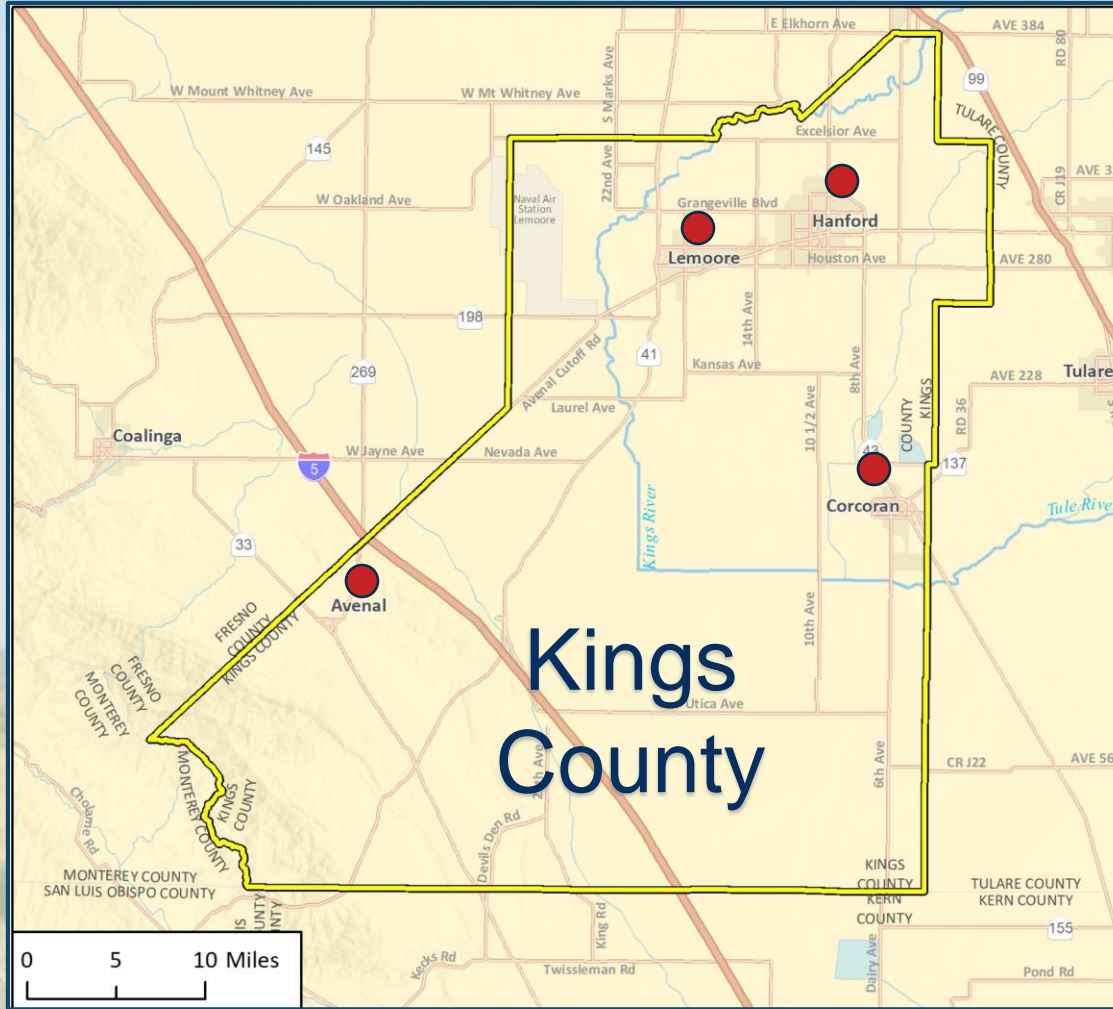 E Elkhorn Ave
AVE 384
RD 80
S Marks Ave
99
W Mount Whitney Ave
W Mt Whitney Ave
TULARE COUNTY
Excelsior Ave
145
22nd Ave
CR J19
AVE 3
W Oakland Ave
Naval Air
Station
Lemoore
Grangeville Blvd
Hanford
Lemoore
Houston Ave
AVE 280
198
14th Ave
41
Avenal Cutoff Rd
269
Kansas Ave
8th Ave
Tulare
AVE 228
Laurel Ave
10 1/2 Ave
COUNTY
KINGS
RD 36
Coalinga
W Jayne Ave
Nevada Ave
5
43
137
Corcoran
Kings River
Tule River
33
Avenal
FRESNO
COUNTY
KINGS COUNTY
10th Ave
Kings
County
FRESNO
COUNTY
MONTEREY
COUNTY
Utica Ave
6th Ave
CR J22
AVE 56
MONTEREY COUNTY
KINGS
COUNTY
Cholame Rd
Devils Den Rd
MONTEREY COUNTY
SAN LUIS OBISPO COUNTY
KINGS
COUNTY
KERN
COUNTY
TULARE COUNTY
KERN COUNTY
IS
UNTY
NTY
King Rd
Dairy Ave
155
0 5 10 Miles
Kecks Rd
Twissleman Rd
Pond Rd